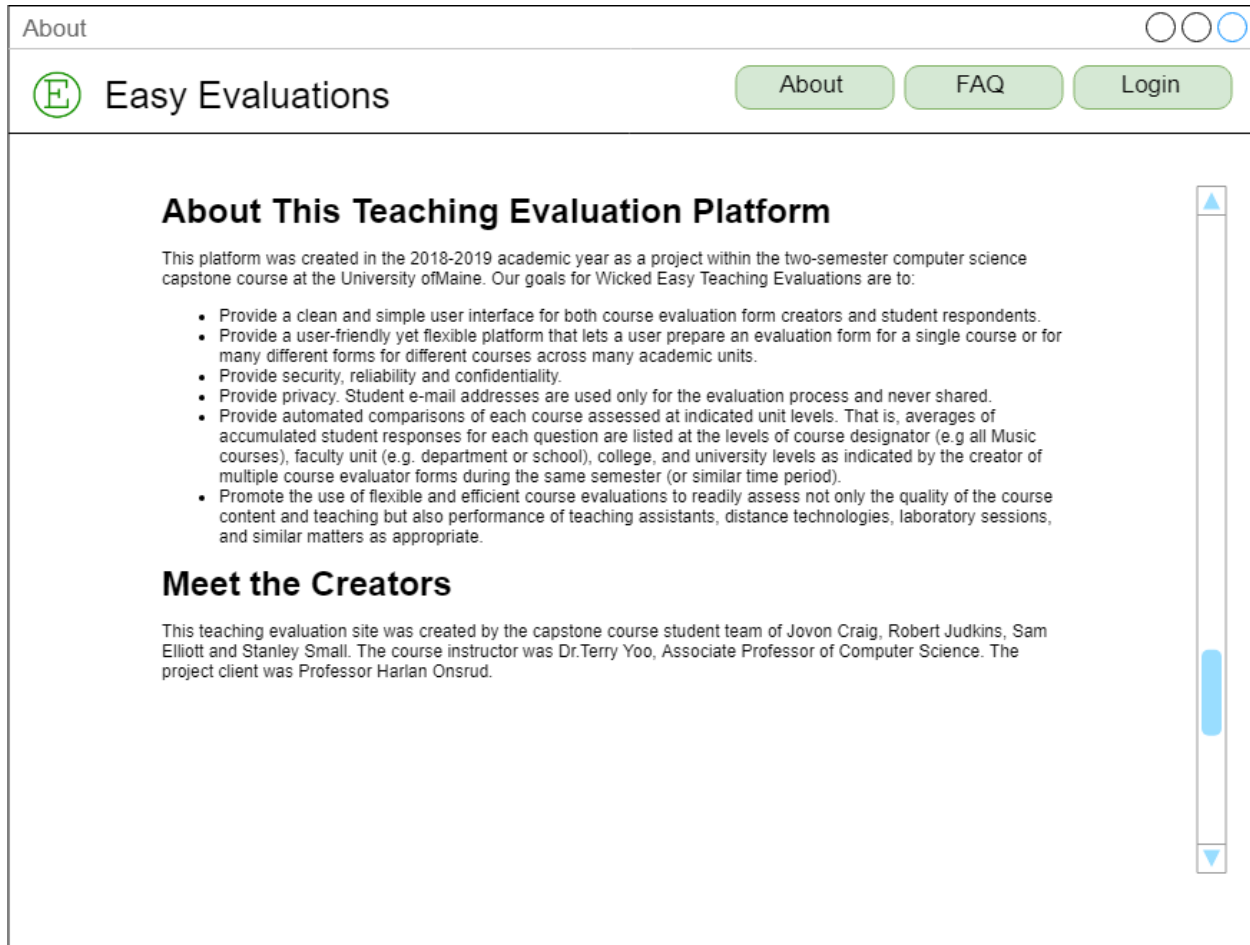 About
E
Easy Evaluations
About
FAQ
Login
About This Teaching Evaluation Platform
This platform was created in the 2018-2019 academic year as a project within the two-semester computer science
capstone course at the University ofMaine. Our goals for Wicked Easy Teaching Evaluations are to:
• Provide a clean and simple user interface for both course evaluation form creators and student respondents.
• Provide a user-friendly yet flexible platform that lets a user prepare an evaluation form for a single course or for
many different forms for different courses across many academic units.
• Provide security, reliability and confidentiality.
• Provide privacy. Student e-mail addresses are used only for the evaluation process and never shared.
• Provide automated comparisons of each course assessed at indicated unit levels. That is, averages of
accumulated student responses for each question are listed at the levels of course designator (e.g all Music
courses), faculty unit (e.g. department or school), college, and university levels as indicated by the creator of
multiple course evaluator forms during the same semester (or similar time period).
• Promote the use of flexible and efficient course evaluations to readily assess not only the quality of the course
content and teaching but also performance of teaching assistants, distance technologies, laboratory sessions,
and similar matters as appropriate.
Meet the Creators
This teaching evaluation site was created by the capstone course student team of Jovon Craig, Robert Judkins, Sam
Elliott and Stanley Small. The course instructor was Dr.Terry Yoo, Associate Professor of Computer Science. The
project client was Professor Harlan Onsrud.